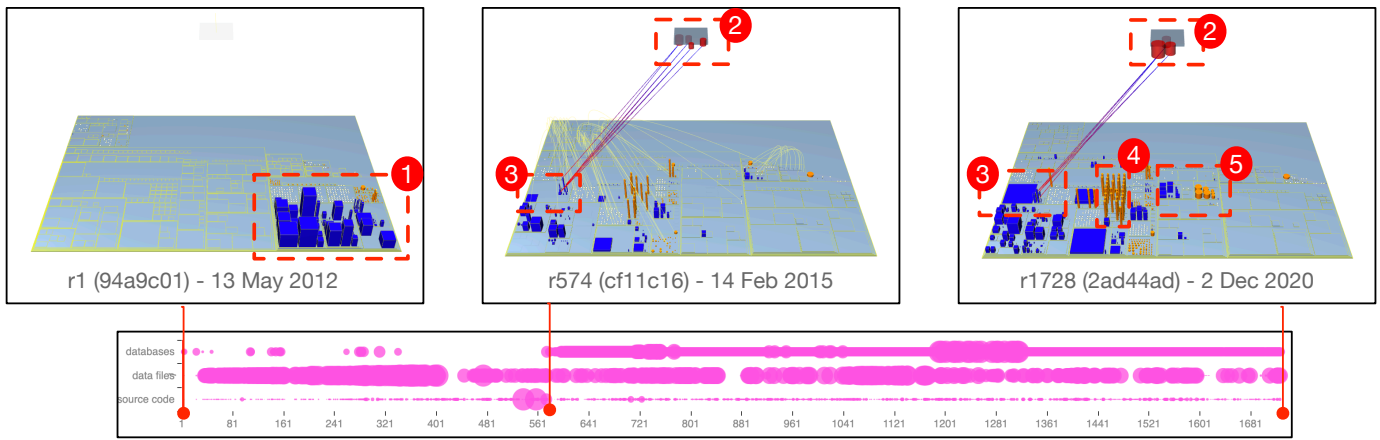 2
2
1
3
3
4
5
r1 (94a9c01) - 13 May 2012
r574 (cf11c16) - 14 Feb 2015
r1728 (2ad44ad) - 2 Dec 2020
databases
data files
source code
1 81 161 241 321 401 481 561 641 721 801 881 961 1041 1121 1201 1281 1361 1441 1521 1601 1681